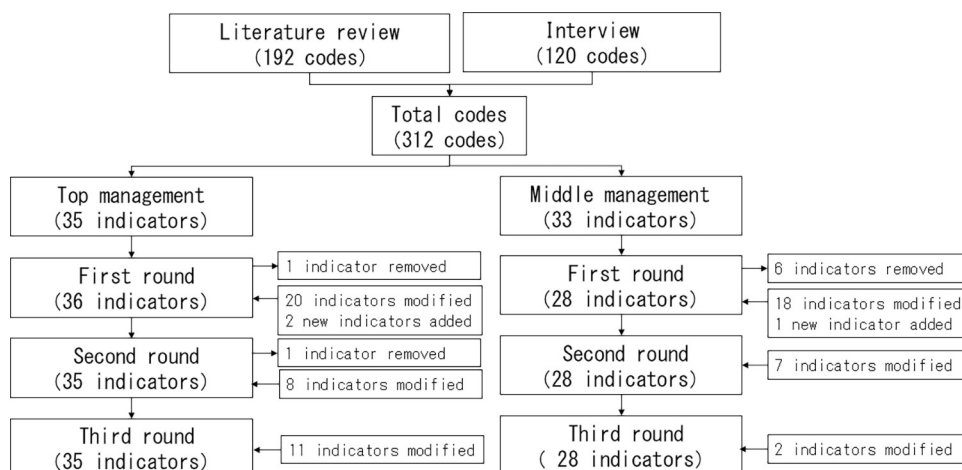 Literature review
(192 codes)
Interview
(120 codes)
Total codes
(312 codes)
Top management
(35 indicators)
Middle management
(33 indicators)
First round
(36 indicators)
1 indicator removed
20 indicators modified
2 new indicators added
First round
(28 indicators)
6 indicators removed
18 indicators modified
1 new indicator added
Second round
(35 indicators)
1 indicator removed
8 indicators modified
Second round
(28 indicators)
7 indicators modified
Third round
(35 indicators)
11 indicators modified
Third round
( 28 indicators)
2 indicators modified